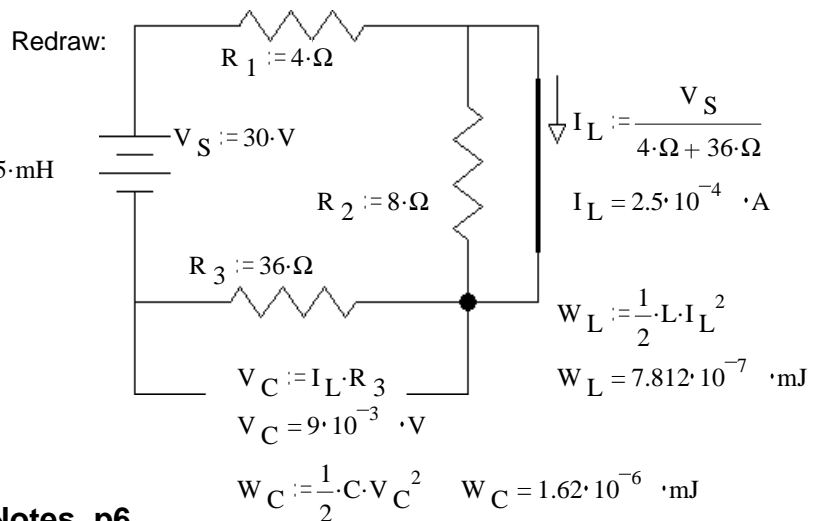 Redraw:
R 1 := 4·Ω
V S := 30·V
5·mH
R 2 := 8·Ω
R 3 := 36·Ω
I L := V S / 4·Ω + 36·Ω
I L = 2.5·10^−4 ·A
W L := 1/2·L·I L^2
W L = 7.812·10^−7 ·mJ
V C := I L·R 3
V C = 9·10^−3 ·V
W C := 1/2·C·V C^2 W C = 1.62·10^−6 ·mJ
Notes p6